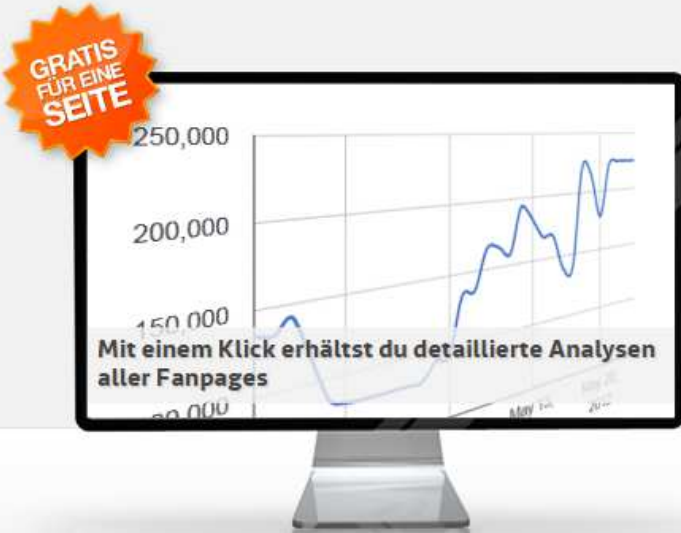 GRATIS
FÜR EINE
SEITE
250,000
200,000
150,000
Mit einem Klick erhältst du detaillierte Analysen
aller Fanpages
May